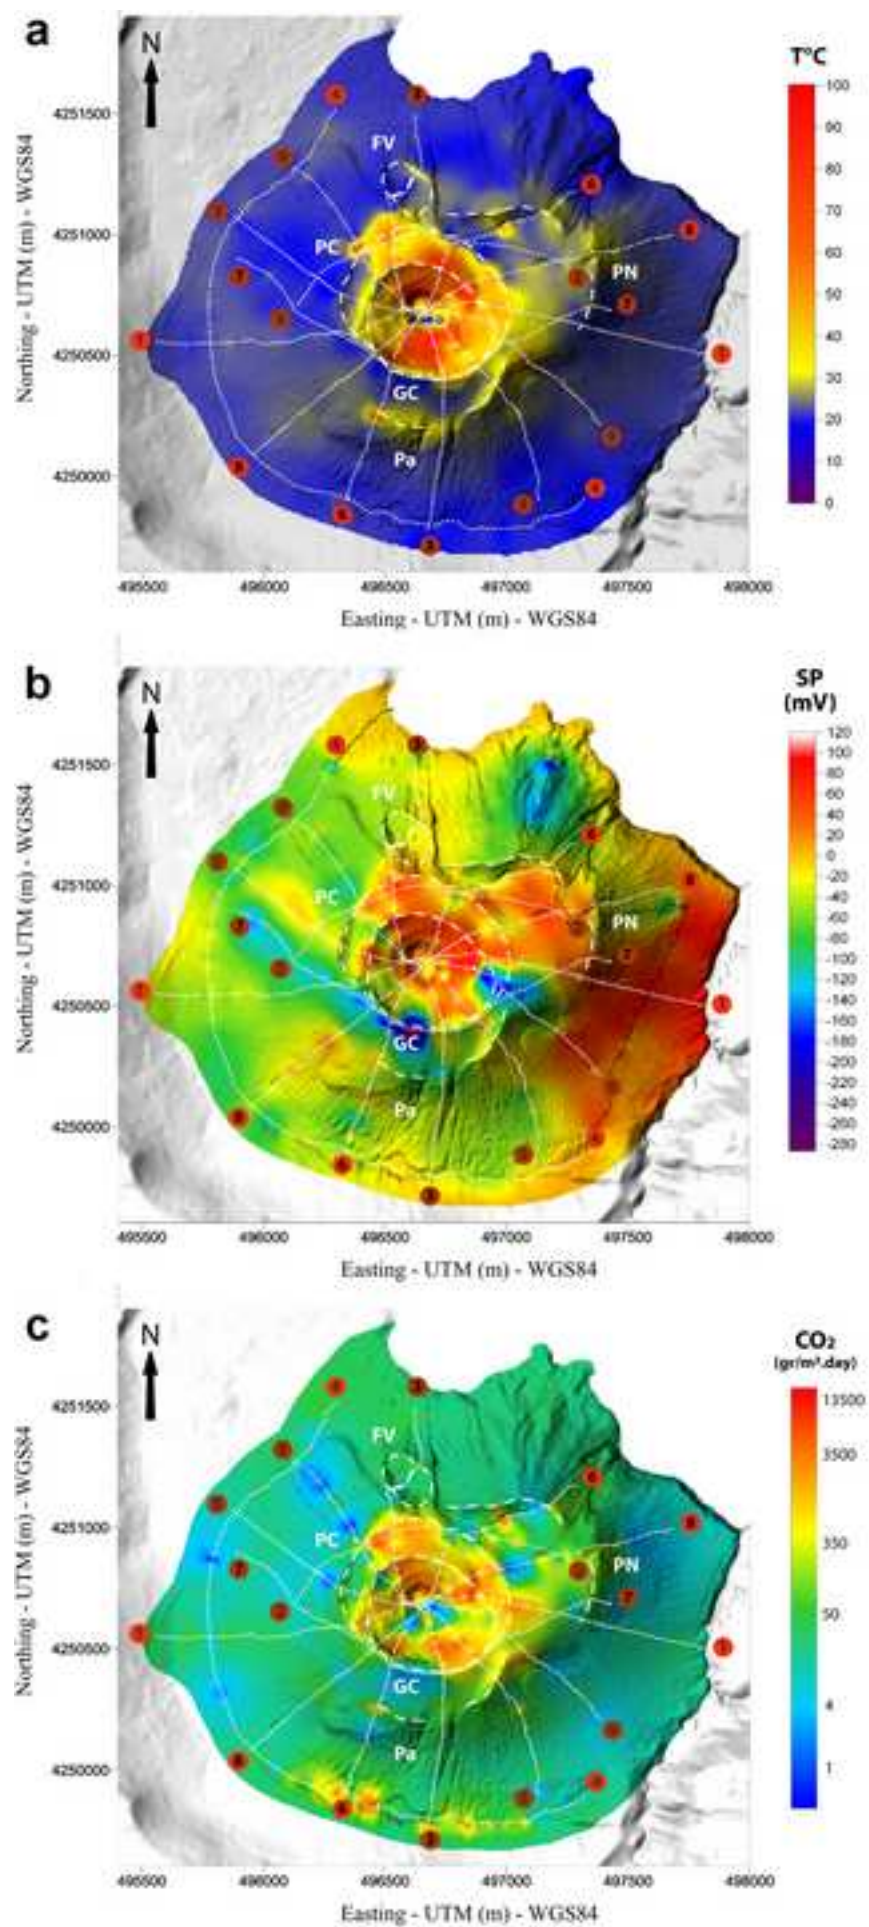 a
N
T°C
100
90
80
70
60
50
40
30
20
10
0
FV
PC
PN
GC
Pa
4251500
4251000
4250500
4250000
Northing - UTM (m) - WGS84
495500 496000 496500 497000 497500 498000
Easting - UTM (m) - WGS84
b
N
SP
(mV)
120
100
80
60
40
20
0
-20
-40
-60
-80
-100
-120
-140
-160
-180
-200
-220
-240
-260
-280
FV
PC
PN
GC
Pa
4251500
4251000
4250500
4250000
Northing - UTM (m) - WGS84
495500 496000 496500 497000 497500 498000
Easting - UTM (m) - WGS84
c
N
CO₂
(gr/m².day)
13500
3500
350
50
4
1
FV
PC
PN
GC
Pa
4251500
4251000
4250500
4250000
Northing - UTM (m) - WGS84
495500 496000 496500 497000 497500 498000
Easting - UTM (m) - WGS84